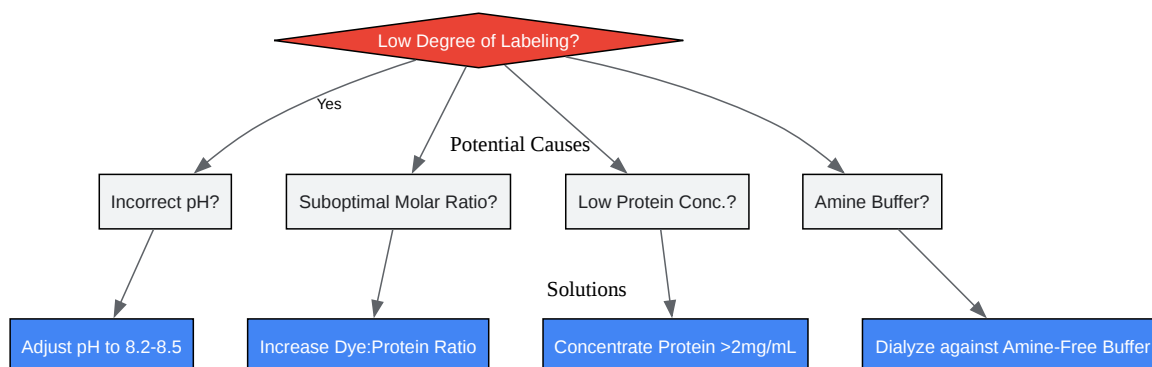 Low Degree of Labeling?
Yes
Potential Causes
Incorrect pH?
Suboptimal Molar Ratio?
Low Protein Conc.?
Amine Buffer?
Solutions
Adjust pH to 8.2-8.5
Increase Dye:Protein Ratio
Concentrate Protein >2mg/mL
Dialyze against Amine-Free Buffer